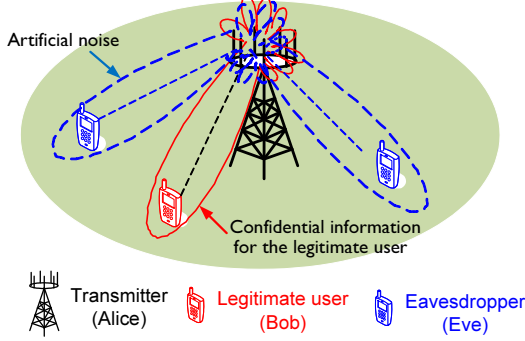 Artificial noise
Confidential information
for the legitimate user
Transmitter
(Alice)
Legitimate user
(Bob)
Eavesdropper
(Eve)